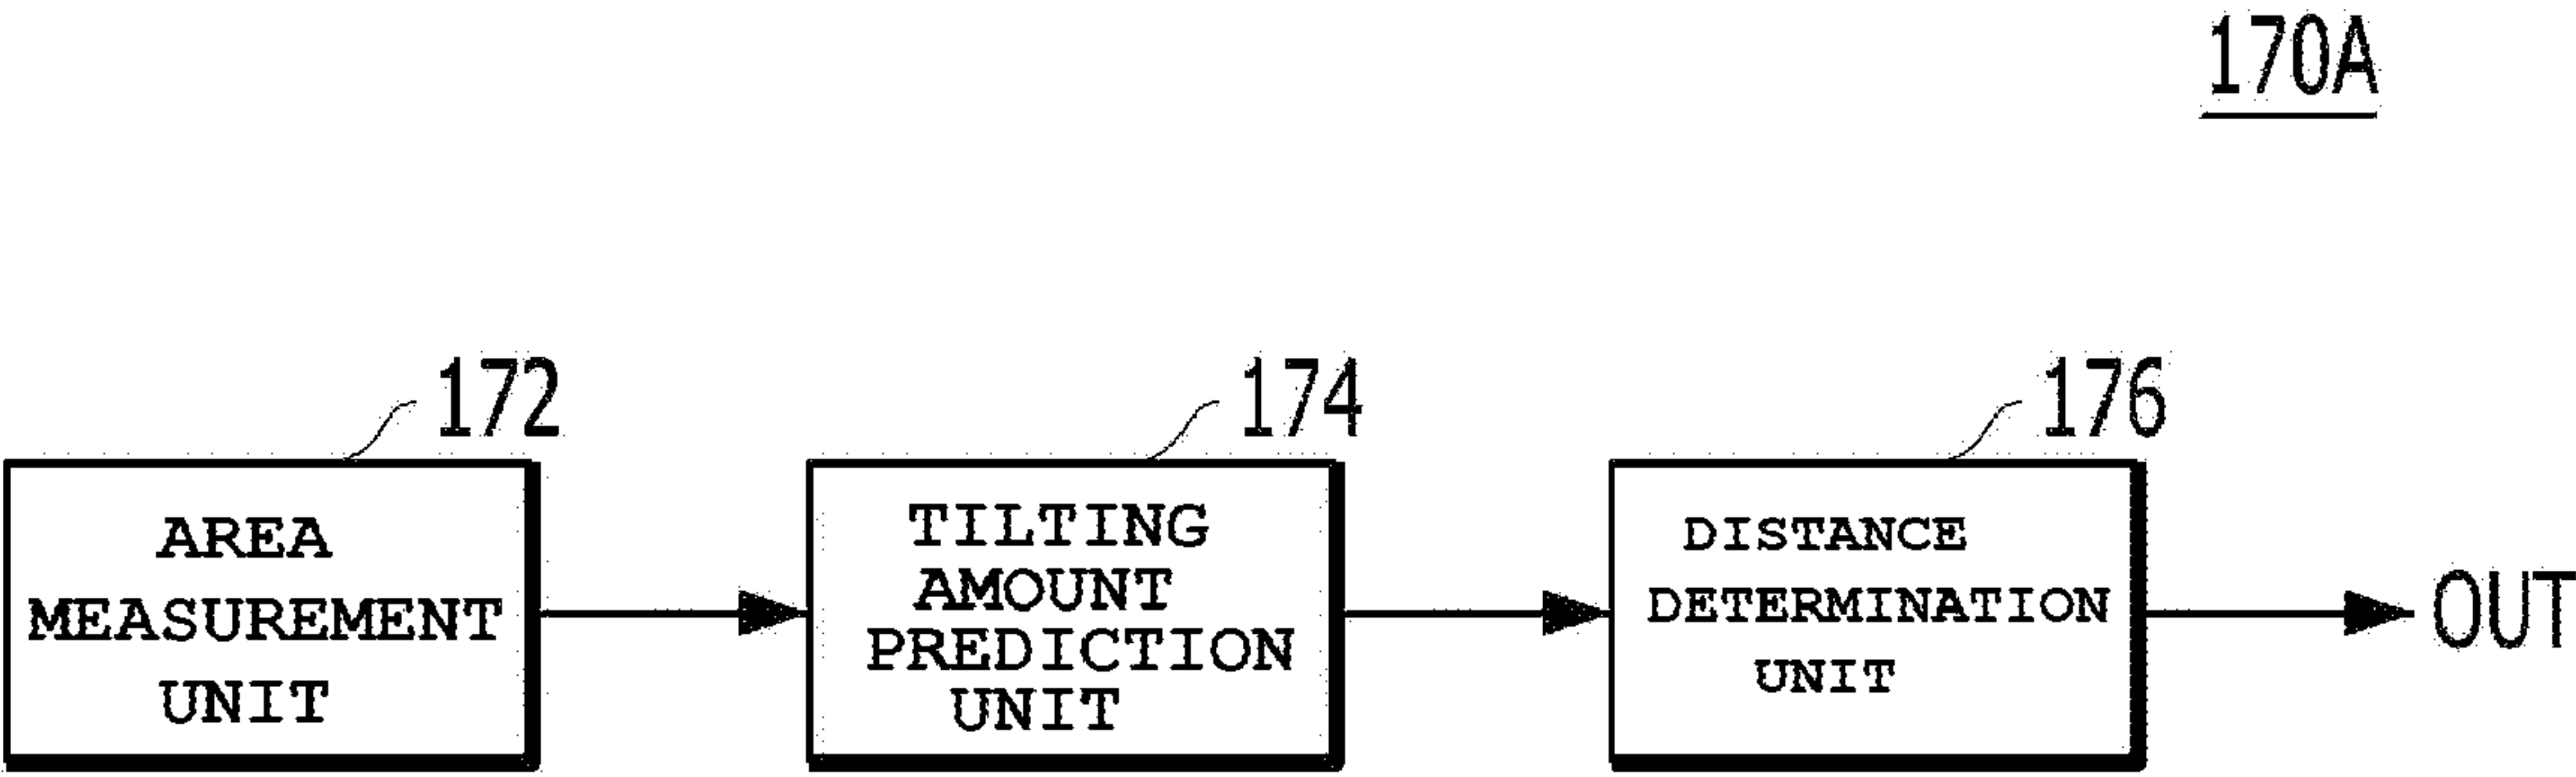 170A
172
174
176
AREA
MEASUREMENT
UNIT
TILTING
AMOUNT
PREDICTION
UNIT
DISTANCE
DETERMINATION
UNIT
OUT